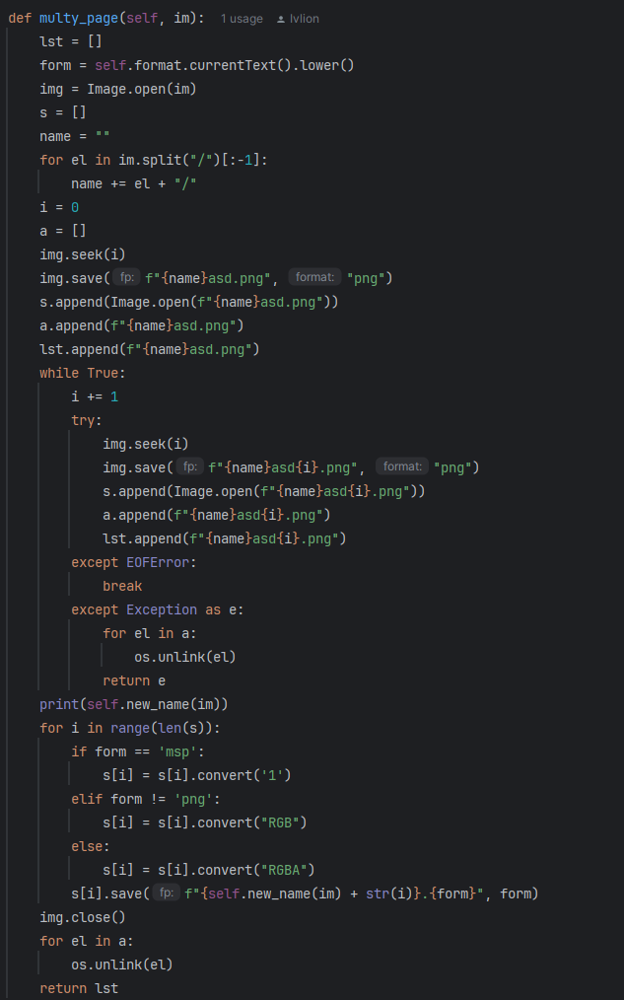 def multy_page(self, im):  1 usage  lvlion
    lst = []
    form = self.format.currentText().lower()
    img = Image.open(im)
    s = []
    name = ""
    for el in im.split("/")[:-1]:
        name += el + "/"
    i = 0
    a = []
    img.seek(i)
    img.save( fp: f"{name}asd.png", format: "png")
    s.append(Image.open(f"{name}asd.png"))
    a.append(f"{name}asd.png")
    lst.append(f"{name}asd.png")
    while True:
        i += 1
        try:
            img.seek(i)
            img.save( fp: f"{name}asd{i}.png", format: "png")
            s.append(Image.open(f"{name}asd{i}.png"))
            a.append(f"{name}asd{i}.png")
            lst.append(f"{name}asd{i}.png")
        except EOFError:
            break
        except Exception as e:
            for el in a:
                os.unlink(el)
            return e
    print(self.new_name(im))
    for i in range(len(s)):
        if form == 'msp':
            s[i] = s[i].convert('1')
        elif form != 'png':
            s[i] = s[i].convert("RGB")
        else:
            s[i] = s[i].convert("RGBA")
        s[i].save( fp: f"{self.new_name(im) + str(i)}.{form}", form)
    img.close()
    for el in a:
        os.unlink(el)
    return lst